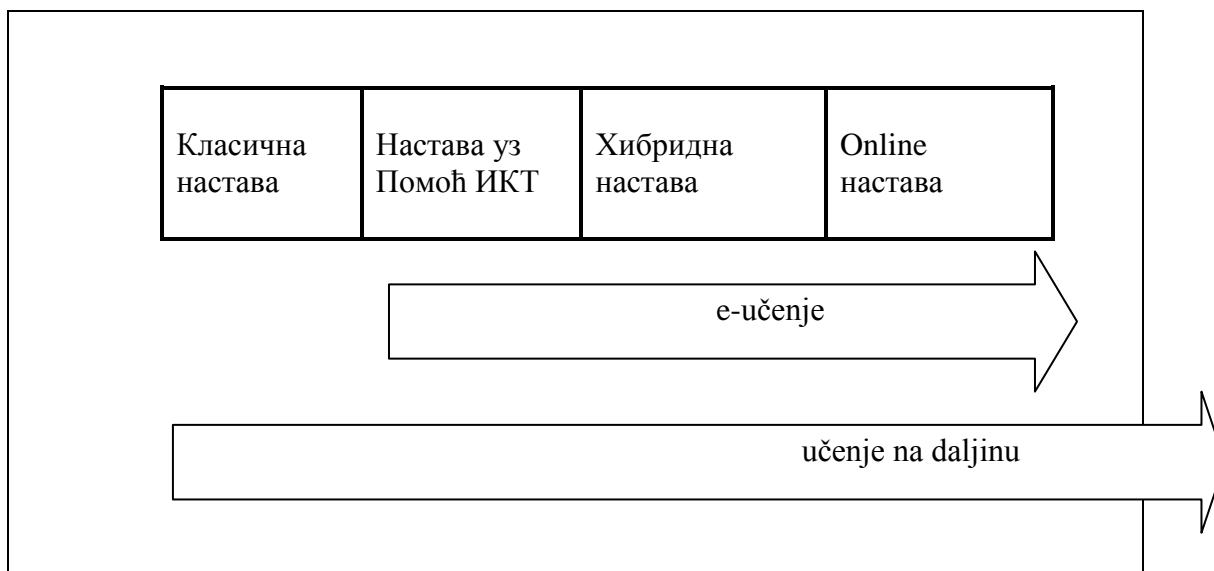 Класична
настава
Настава уз
Помоћ ИКТ
Хибридна
настава
Online
настава
e-učenje
učenje na daljinu